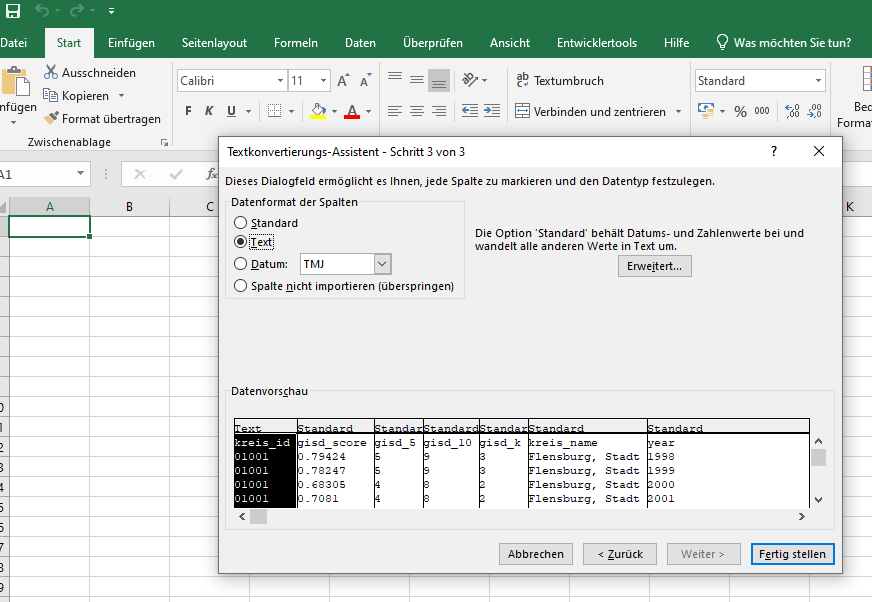 Datei Start Einfügen Seitenlayout Formeln Daten Überprüfen Ansicht Entwicklertools Hilfe Was möchten Sie tun?
Ausschneiden
Kopieren
Format übertragen
nfügen
Zwischenablage
Calibri 11
F K U
Textumbruch
Verbinden und zentrieren
Standard
% 000
Bed
Format
A1
A B C K
Textkonvertierungs-Assistent - Schritt 3 von 3
Dieses Dialogfeld ermöglicht es Ihnen, jede Spalte zu markieren und den Datentyp festzulegen.
Datenformat der Spalten
Standard
Text
Datum: TMJ
Spalte nicht importieren (überspringen)
Die Option 'Standard' behält Datums- und Zahlenwerte bei und
wandelt alle anderen Werte in Text um.
Erweitert...
Datenvorschau
Text Standard Standar Standard Standar Standard Standard
kreis_id gisd_score gisd_5 gisd_10 gisd_k kreis_name year
01001 0.79424 5 9 3 Flensburg, Stadt 1998
01001 0.78247 5 9 3 Flensburg, Stadt 1999
01001 0.68305 4 8 2 Flensburg, Stadt 2000
01001 0.7081 4 8 2 Flensburg, Stadt 2001
Abbrechen < Zurück Weiter > Fertig stellen